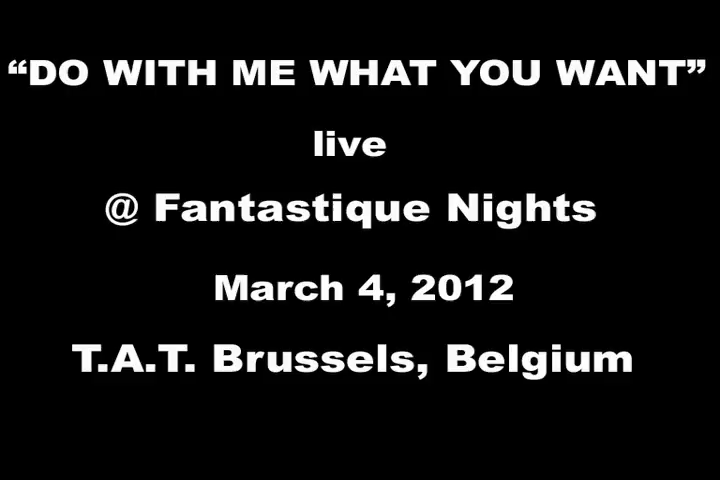 “DO WITH ME WHAT YOU WANT”
live
@ Fantastique Nights
March 4, 2012
T.A.T. Brussels, Belgium